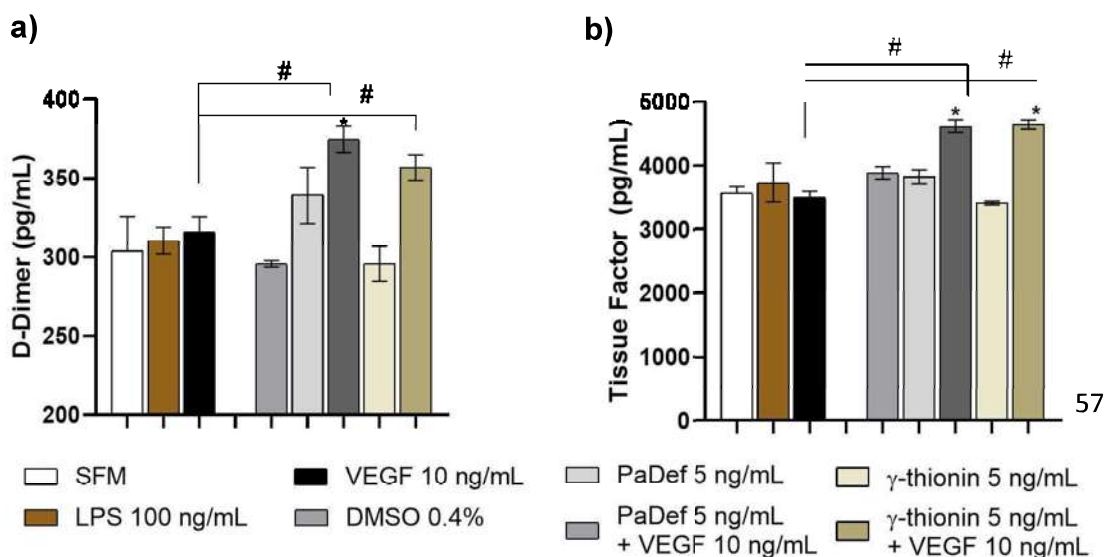 a)
#
#
400
*
350
300
250
200
D-Dimer (pg/mL)
b)
#
#
5000
*
*
4000
3000
2000
1000
0
Tissue Factor (pg/mL)
57
SFM
VEGF 10 ng/mL
LPS 100 ng/mL
DMSO 0.4%
PaDef 5 ng/mL
γ-thionin 5 ng/mL
PaDef 5 ng/mL
+ VEGF 10 ng/mL
γ-thionin 5 ng/mL
+ VEGF 10 ng/mL